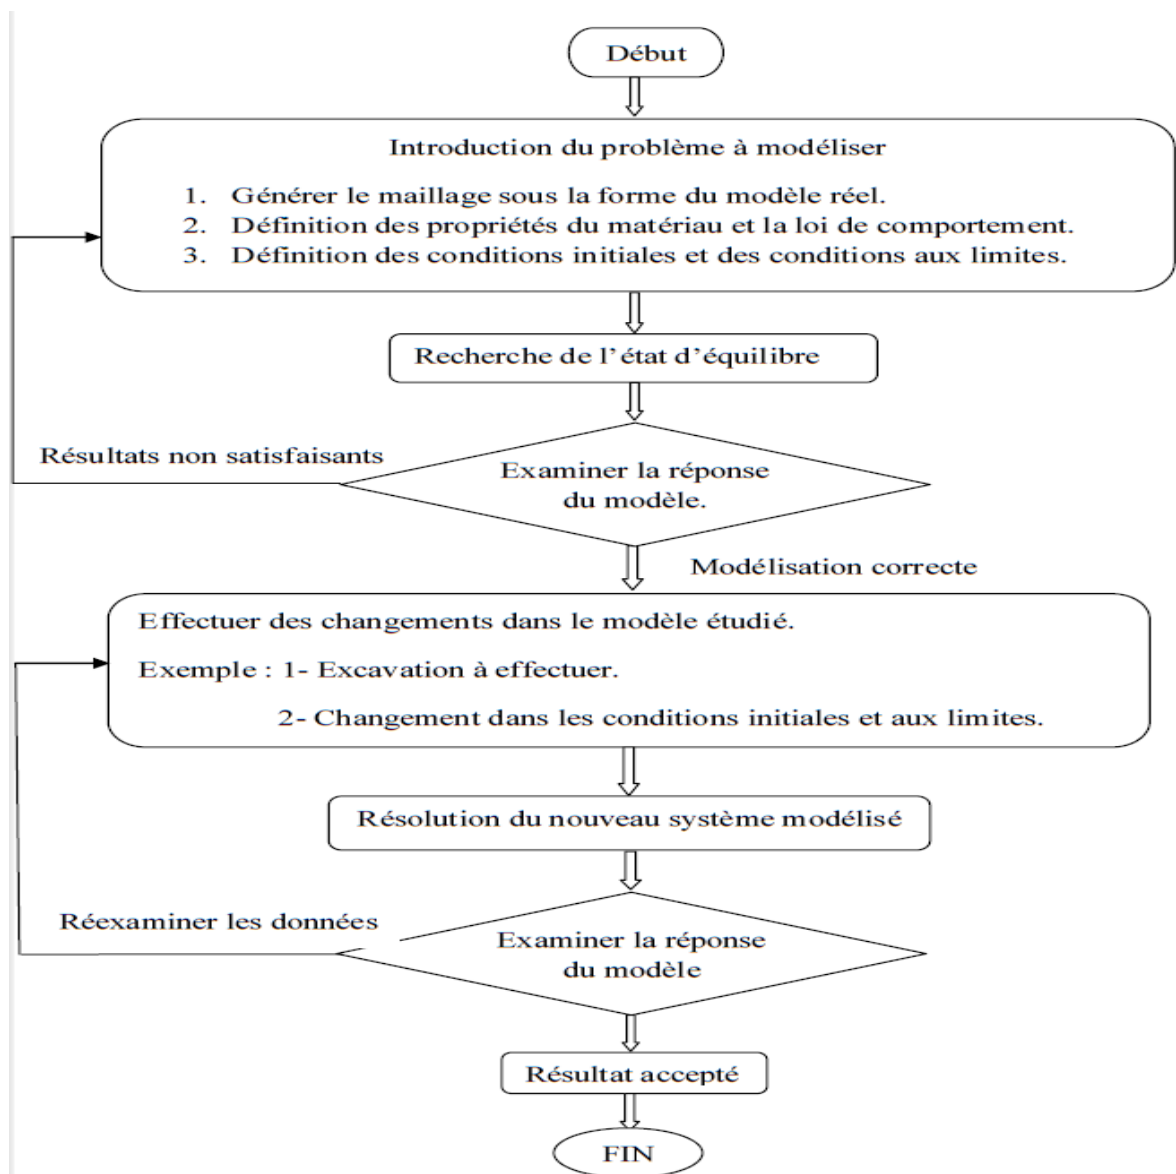 Début
Introduction du problème à modéliser
1. Générer le maillage sous la forme du modèle réel.
2. Définition des propriétés du matériau et la loi de comportement.
3. Définition des conditions initiales et des conditions aux limites.
Recherche de l'état d'équilibre
Résultats non satisfaisants
Examiner la réponse
du modèle.
Modélisation correcte
Effectuer des changements dans le modèle étudié.
Exemple : 1- Excavation à effectuer.
2- Changement dans les conditions initiales et aux limites.
Résolution du nouveau système modélisé
Réexaminer les données
Examiner la réponse
du modèle
Résultat accepté
FIN